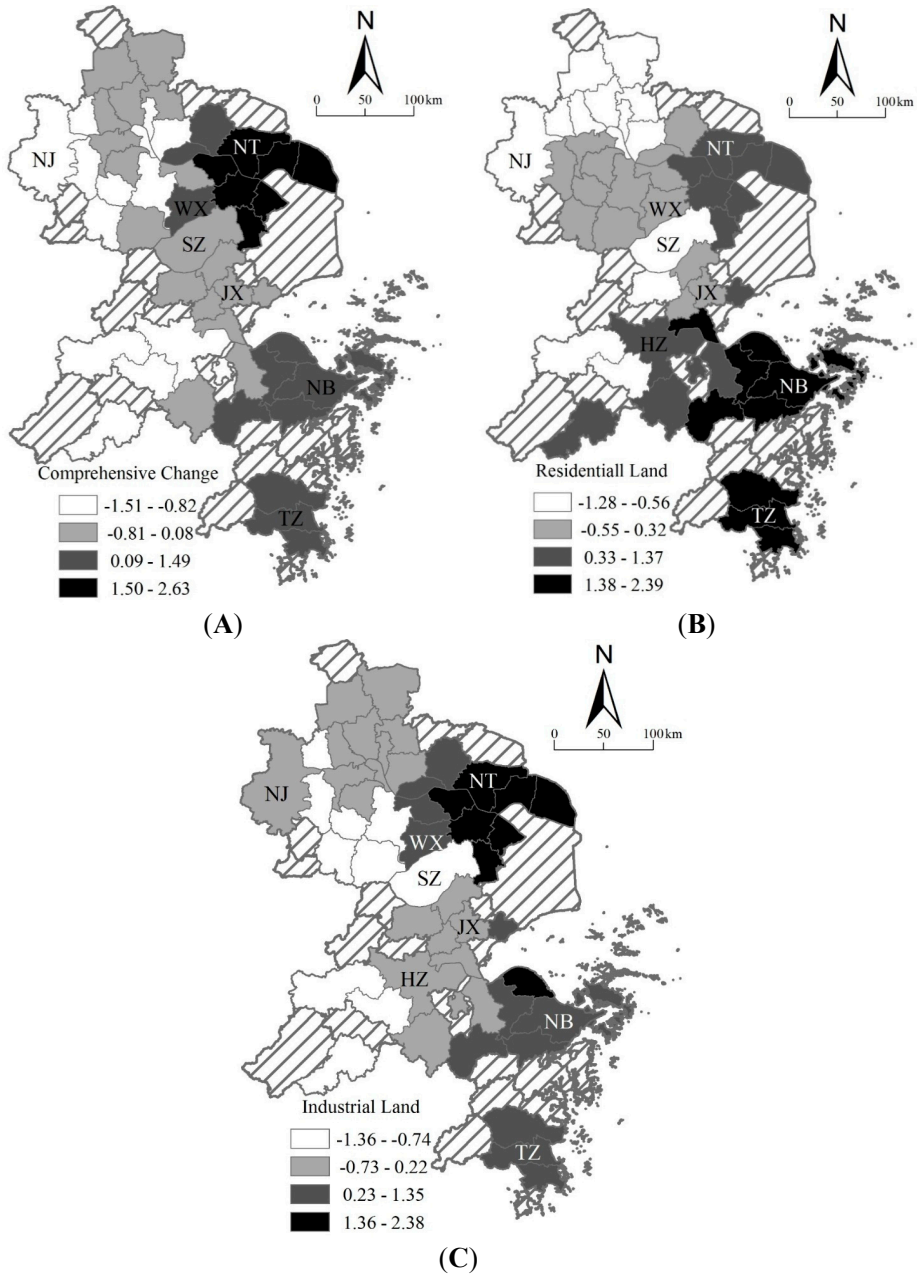 N
0 50 100km
NJ
NT
WX
SZ
JX
NB
TZ
Comprehensive Change
-1.51 - -0.82
-0.81 - 0.08
0.09 - 1.49
1.50 - 2.63
(A)
N
0 50 100km
NJ
NT
WX
SZ
JX
HZ
NB
TZ
Residentiall Land
-1.28 - -0.56
-0.55 - 0.32
0.33 - 1.37
1.38 - 2.39
(B)
N
0 50 100km
NJ
NT
WX
SZ
JX
HZ
NB
TZ
Industrial Land
-1.36 - -0.74
-0.73 - 0.22
0.23 - 1.35
1.36 - 2.38
(C)